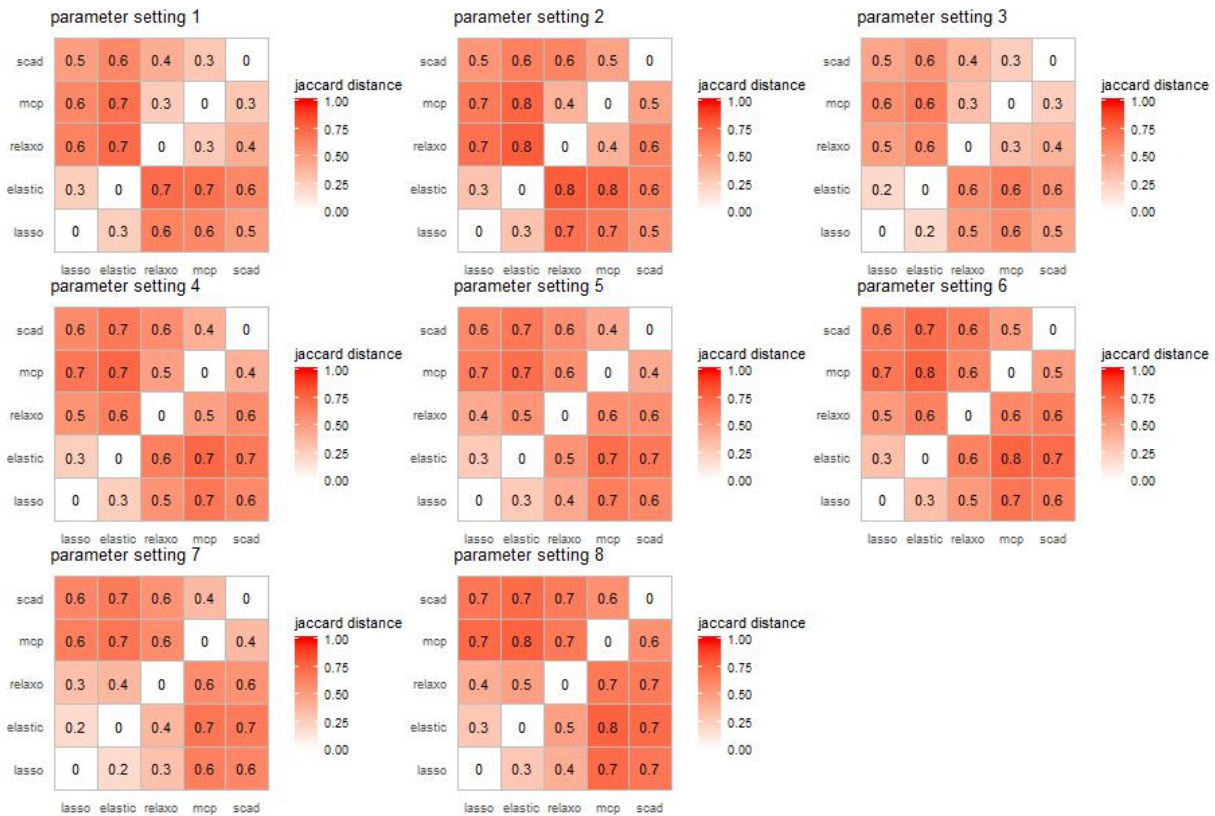 parameter setting 1
scad 0.5 0.6 0.4 0.3 0
mcp 0.6 0.7 0.3 0 0.3
relaxo 0.6 0.7 0 0.3 0.4
elastic 0.3 0 0.7 0.7 0.6
lasso 0 0.3 0.6 0.6 0.5
lasso elastic relaxo mcp scad
jaccard distance
1.00
0.75
0.50
0.25
0.00
parameter setting 2
scad 0.5 0.6 0.6 0.5 0
mcp 0.7 0.8 0.4 0 0.5
relaxo 0.7 0.8 0 0.4 0.6
elastic 0.3 0 0.8 0.8 0.6
lasso 0 0.3 0.7 0.7 0.5
lasso elastic relaxo mcp scad
jaccard distance
1.00
0.75
0.50
0.25
0.00
parameter setting 3
scad 0.5 0.6 0.4 0.3 0
mcp 0.6 0.6 0.3 0 0.3
relaxo 0.5 0.6 0 0.3 0.4
elastic 0.2 0 0.6 0.6 0.6
lasso 0 0.2 0.5 0.6 0.5
lasso elastic relaxo mcp scad
jaccard distance
1.00
0.75
0.50
0.25
0.00
parameter setting 4
scad 0.6 0.7 0.6 0.4 0
mcp 0.7 0.7 0.5 0 0.4
relaxo 0.5 0.6 0 0.5 0.6
elastic 0.3 0 0.6 0.7 0.7
lasso 0 0.3 0.5 0.7 0.6
lasso elastic relaxo mcp scad
jaccard distance
1.00
0.75
0.50
0.25
0.00
parameter setting 5
scad 0.6 0.7 0.6 0.4 0
mcp 0.7 0.7 0.6 0 0.4
relaxo 0.4 0.5 0 0.6 0.6
elastic 0.3 0 0.5 0.7 0.7
lasso 0 0.3 0.4 0.7 0.6
lasso elastic relaxo mcp scad
jaccard distance
1.00
0.75
0.50
0.25
0.00
parameter setting 6
scad 0.6 0.7 0.6 0.5 0
mcp 0.7 0.8 0.6 0 0.5
relaxo 0.5 0.6 0 0.6 0.6
elastic 0.3 0 0.6 0.8 0.7
lasso 0 0.3 0.5 0.7 0.6
lasso elastic relaxo mcp scad
jaccard distance
1.00
0.75
0.50
0.25
0.00
parameter setting 7
scad 0.6 0.7 0.6 0.4 0
mcp 0.6 0.7 0.6 0 0.4
relaxo 0.3 0.4 0 0.6 0.6
elastic 0.2 0 0.4 0.7 0.7
lasso 0 0.2 0.3 0.6 0.6
lasso elastic relaxo mcp scad
jaccard distance
1.00
0.75
0.50
0.25
0.00
parameter setting 8
scad 0.7 0.7 0.7 0.6 0
mcp 0.7 0.8 0.7 0 0.6
relaxo 0.4 0.5 0 0.7 0.7
elastic 0.3 0 0.5 0.8 0.7
lasso 0 0.3 0.4 0.7 0.7
lasso elastic relaxo mcp scad
jaccard distance
1.00
0.75
0.50
0.25
0.00